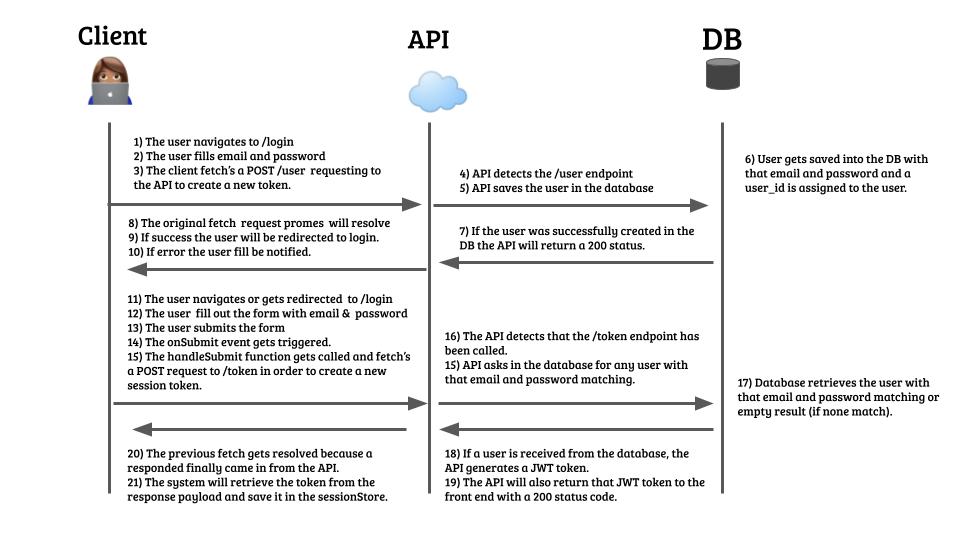 Client
API
DB
1) The user navigates to /login
2) The user fills email and password
3) The client fetch's a POST /user requesting to
the API to create a new token.
4) API detects the /user endpoint
5) API saves the user in the database
6) User gets saved into the DB with
that email and password and a
user_id is assigned to the user.
7) If the user was successfully created in the
DB the API will return a 200 status.
8) The original fetch request promes will resolve
9) If success the user will be redirected to login.
10) If error the user fill be notified.
11) The user navigates or gets redirected to /login
12) The user fill out the form with email & password
13) The user submits the form
14) The onSubmit event gets triggered.
15) The handleSubmit function gets called and fetch's
a POST request to /token in order to create a new
session token.
16) The API detects that the /token endpoint has
been called.
15) API asks in the database for any user with
that email and password matching.
17) Database retrieves the user with
that email and password matching or
empty result (if none match).
18) If a user is received from the database, the
API generates a JWT token.
19) The API will also return that JWT token to the
front end with a 200 status code.
20) The previous fetch gets resolved because a
responded finally came in from the API.
21) The system will retrieve the token from the
response payload and save it in the sessionStore.